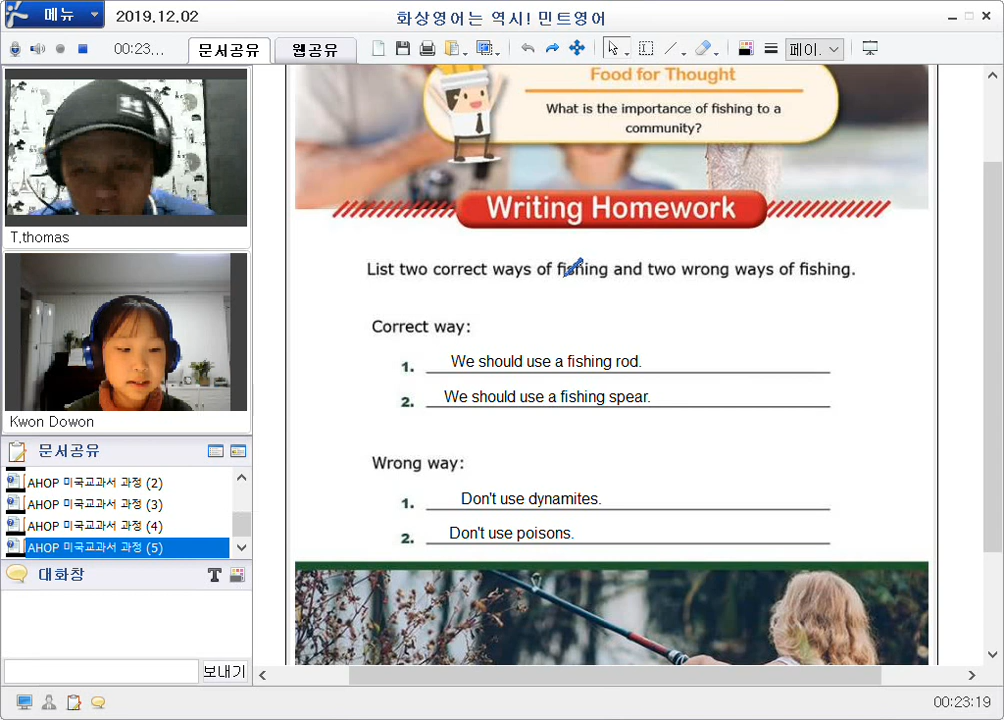 메뉴
2019.12.02
화상영어는 역시! 민트영어
00:23...
문서공유
웹공유
페이.
T.thomas
Kwon Dowon
문서공유
AHOP 미국교과서 과정 (2)
AHOP 미국교과서 과정 (3)
AHOP 미국교과서 과정 (4)
AHOP 미국교과서 과정 (5)
대화창
T
보내기
Food for Thought
What is the importance of fishing to a
community?
Writing Homework
List two correct ways of fishing and two wrong ways of fishing.
Correct way:
1. We should use a fishing rod.
2. We should use a fishing spear.
Wrong way:
1. Don't use dynamites.
2. Don't use poisons.
00:23:19